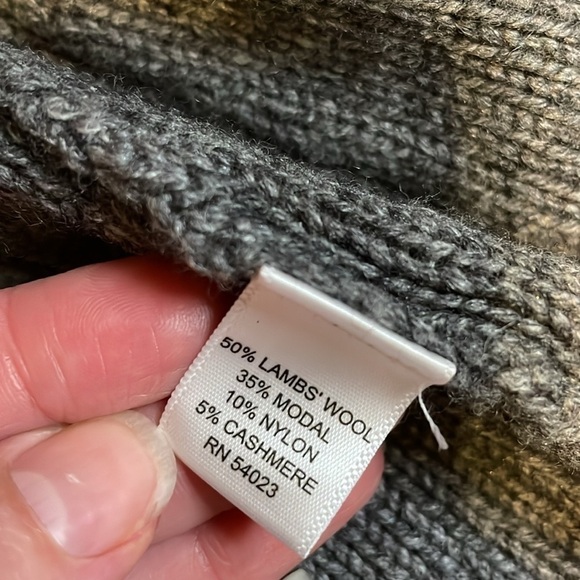 50% LAMBS' WOOL
35% MODAL
10% NYLON
5% CASHMERE
RN 54023